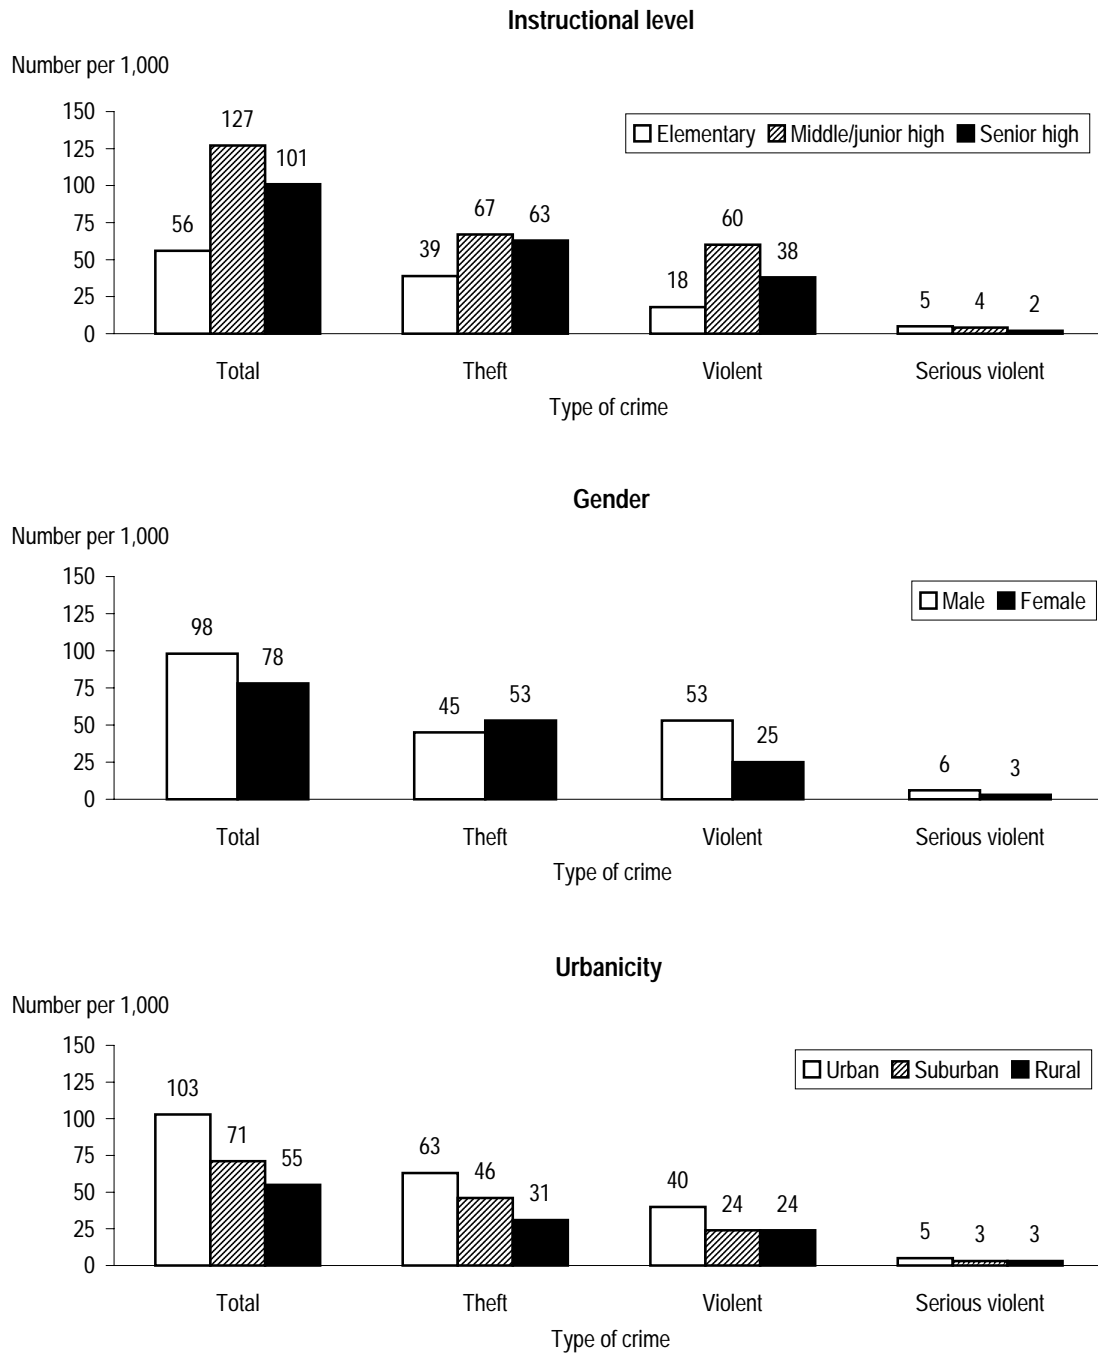 Instructional level
Number per 1,000
150
125
100
75
50
25
0
Elementary Middle/junior high Senior high
56 127 101
39 67 63
18 60 38
5 4 2
Total Theft Violent Serious violent
Type of crime
Gender
Number per 1,000
150
125
100
75
50
25
0
Male Female
98 78
45 53
53 25
6 3
Total Theft Violent Serious violent
Type of crime
Urbanicity
Number per 1,000
150
125
100
75
50
25
0
Urban Suburban Rural
103 71 55
63 46 31
40 24 24
5 3 3
Total Theft Violent Serious violent
Type of crime